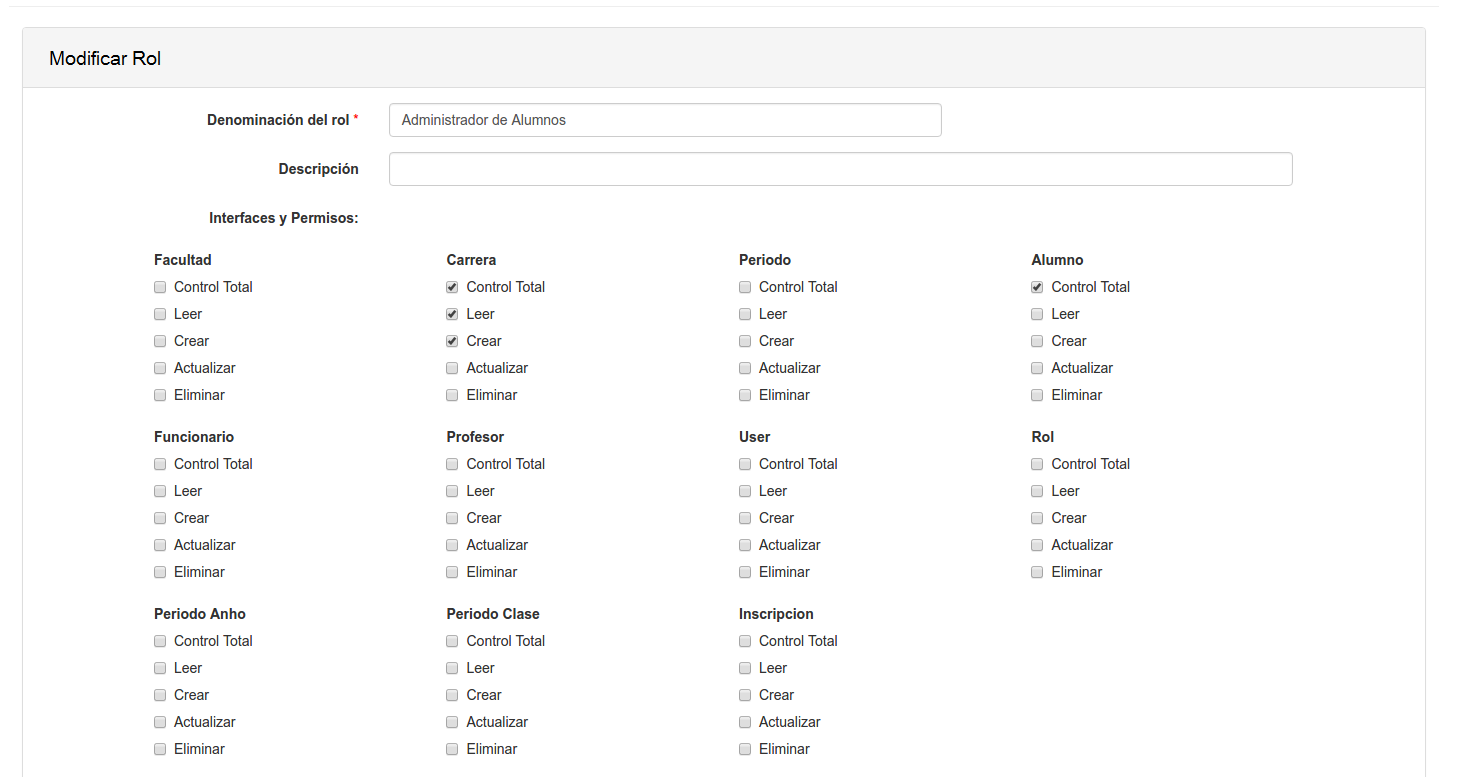 Modificar Rol
Denominación del rol * Administrador de Alumnos
Descripción
Interfaces y Permisos:
Facultad Carrera Periodo Alumno
Control Total Control Total Control Total Control Total
Leer Leer Leer Leer
Crear Crear Crear Crear
Actualizar Actualizar Actualizar Actualizar
Eliminar Eliminar Eliminar Eliminar
Funcionario Profesor User Rol
Control Total Control Total Control Total Control Total
Leer Leer Leer Leer
Crear Crear Crear Crear
Actualizar Actualizar Actualizar Actualizar
Eliminar Eliminar Eliminar Eliminar
Periodo Anho Periodo Clase Inscripcion
Control Total Control Total Control Total
Leer Leer Leer
Crear Crear Crear
Actualizar Actualizar Actualizar
Eliminar Eliminar Eliminar